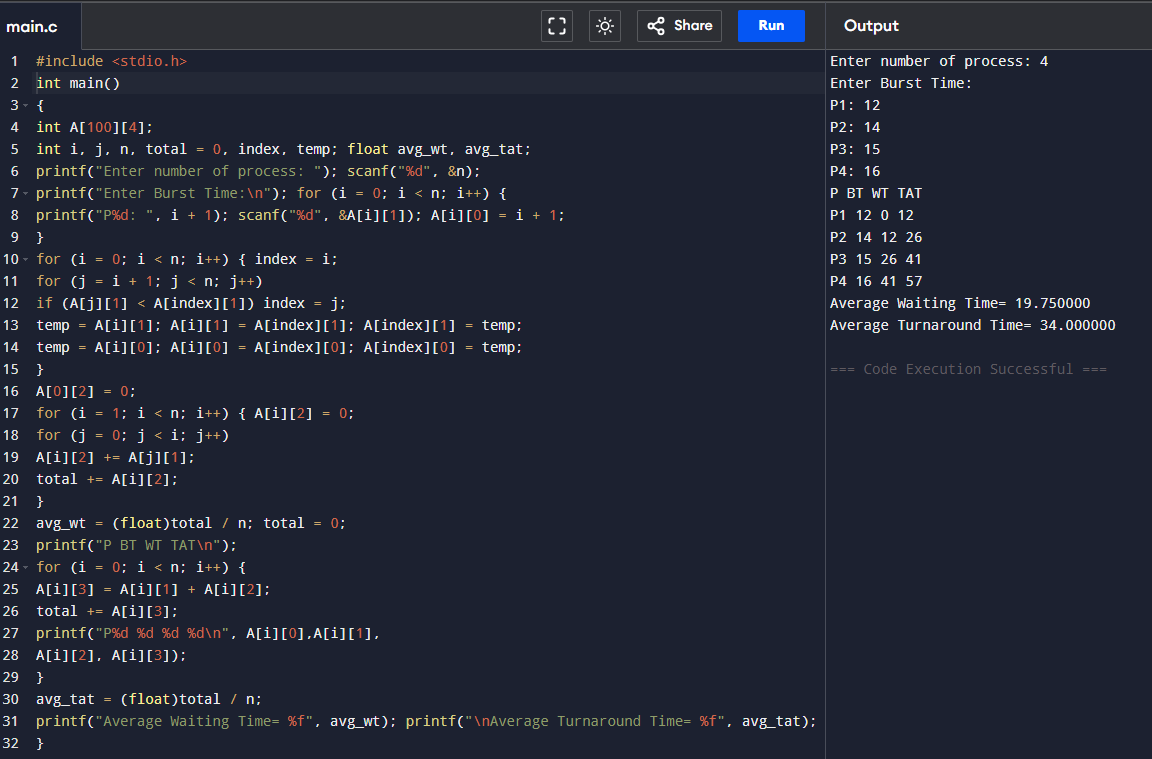 main.c
Share
Run
Output
1 #include <stdio.h>
2 int main()
3 {
4 int A[100][4];
5 int i, j, n, total = 0, index, temp; float avg_wt, avg_tat;
6 printf("Enter number of process: "); scanf("%d", &n);
7 printf("Enter Burst Time:\n"); for (i = 0; i < n; i++) {
8 printf("P%d: ", i + 1); scanf("%d", &A[i][1]); A[i][0] = i + 1;
9 }
10 for (i = 0; i < n; i++) { index = i;
11 for (j = i + 1; j < n; j++)
12 if (A[j][1] < A[index][1]) index = j;
13 temp = A[i][1]; A[i][1] = A[index][1]; A[index][1] = temp;
14 temp = A[i][0]; A[i][0] = A[index][0]; A[index][0] = temp;
15 }
16 A[0][2] = 0;
17 for (i = 1; i < n; i++) { A[i][2] = 0;
18 for (j = 0; j < i; j++)
19 A[i][2] += A[j][1];
20 total += A[i][2];
21 }
22 avg_wt = (float)total / n; total = 0;
23 printf("P BT WT TAT\n");
24 for (i = 0; i < n; i++) {
25 A[i][3] = A[i][1] + A[i][2];
26 total += A[i][3];
27 printf("P%d %d %d %d\n", A[i][0],A[i][1],
28 A[i][2], A[i][3]);
29 }
30 avg_tat = (float)total / n;
31 printf("Average Waiting Time= %f", avg_wt); printf("\nAverage Turnaround Time= %f", avg_tat);
32 }
Enter number of process: 4
Enter Burst Time:
P1: 12
P2: 14
P3: 15
P4: 16
P BT WT TAT
P1 12 0 12
P2 14 12 26
P3 15 26 41
P4 16 41 57
Average Waiting Time= 19.750000
Average Turnaround Time= 34.000000
=== Code Execution Successful ===